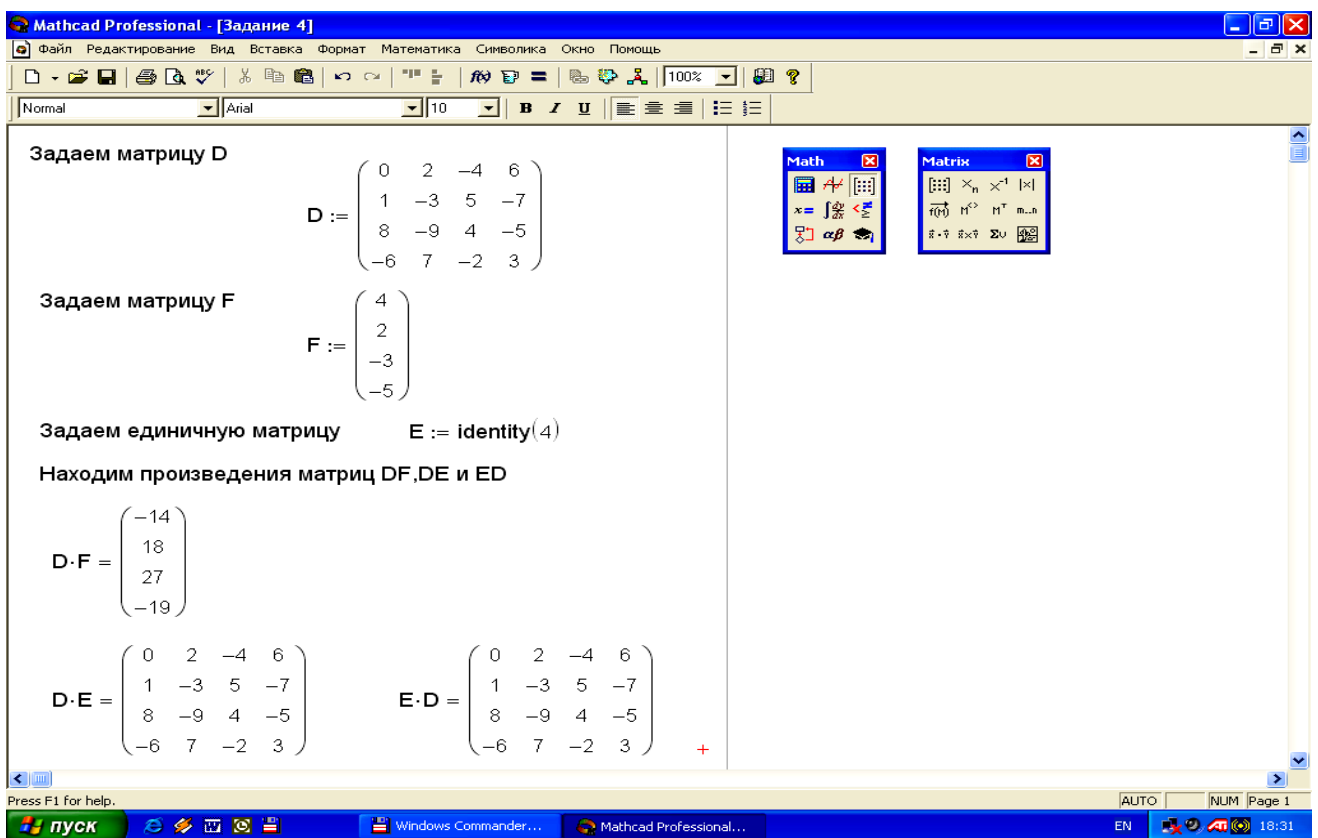 Mathcad Professional - [Задание 4]
Файл Редактирование Вид Вставка Формат Математика Символика Окно Помощь
100%
Normal Arial 10 B I U
Задаем матрицу D
D := 
0 2 −4 6
1 −3 5 −7
8 −9 4 −5
−6 7 −2 3
Задаем матрицу F
F :=
4
2
−3
−5
Задаем единичную матрицу E := identity(4)
Находим произведения матриц DF,DE и ED
D·F =
−14
18
27
−19
D·E =
0 2 −4 6
1 −3 5 −7
8 −9 4 −5
−6 7 −2 3
E·D =
0 2 −4 6
1 −3 5 −7
8 −9 4 −5
−6 7 −2 3
Math
x=
αβ
Matrix
Press F1 for help.
AUTO NUM Page 1
пуск Windows Commander... Mathcad Professional... EN ATI 18:31